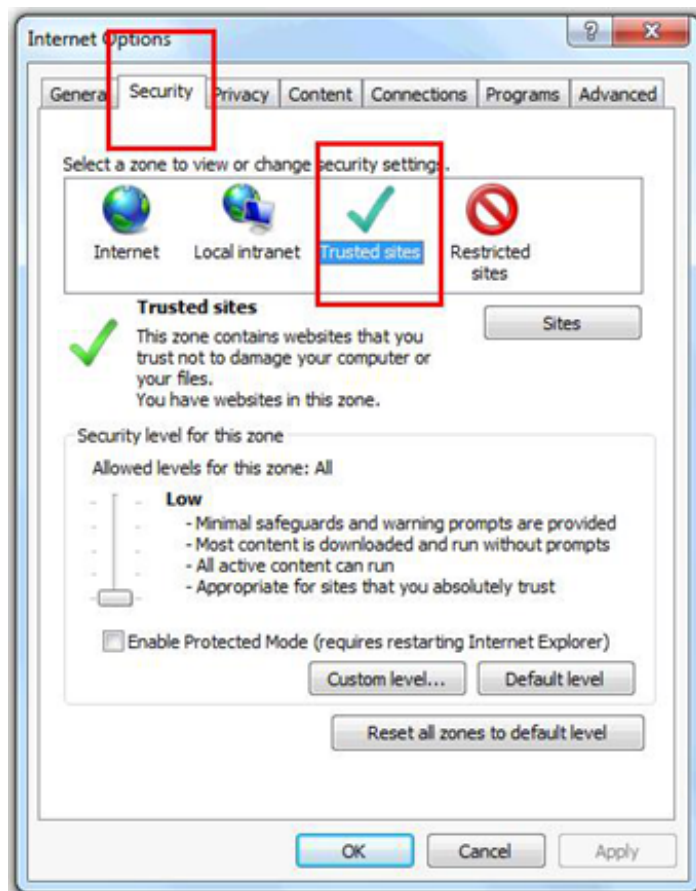 Internet Options
General Security Privacy Content Connections Programs Advanced
Select a zone to view or change security settings.
Internet Local intranet Trusted sites Restricted sites
Trusted sites
Sites
This zone contains websites that you
trust not to damage your computer or
your files.
You have websites in this zone.
Security level for this zone
Allowed levels for this zone: All
Low
- Minimal safeguards and warning prompts are provided
- Most content is downloaded and run without prompts
- All active content can run
- Appropriate for sites that you absolutely trust
Enable Protected Mode (requires restarting Internet Explorer)
Custom level... Default level
Reset all zones to default level
OK Cancel Apply